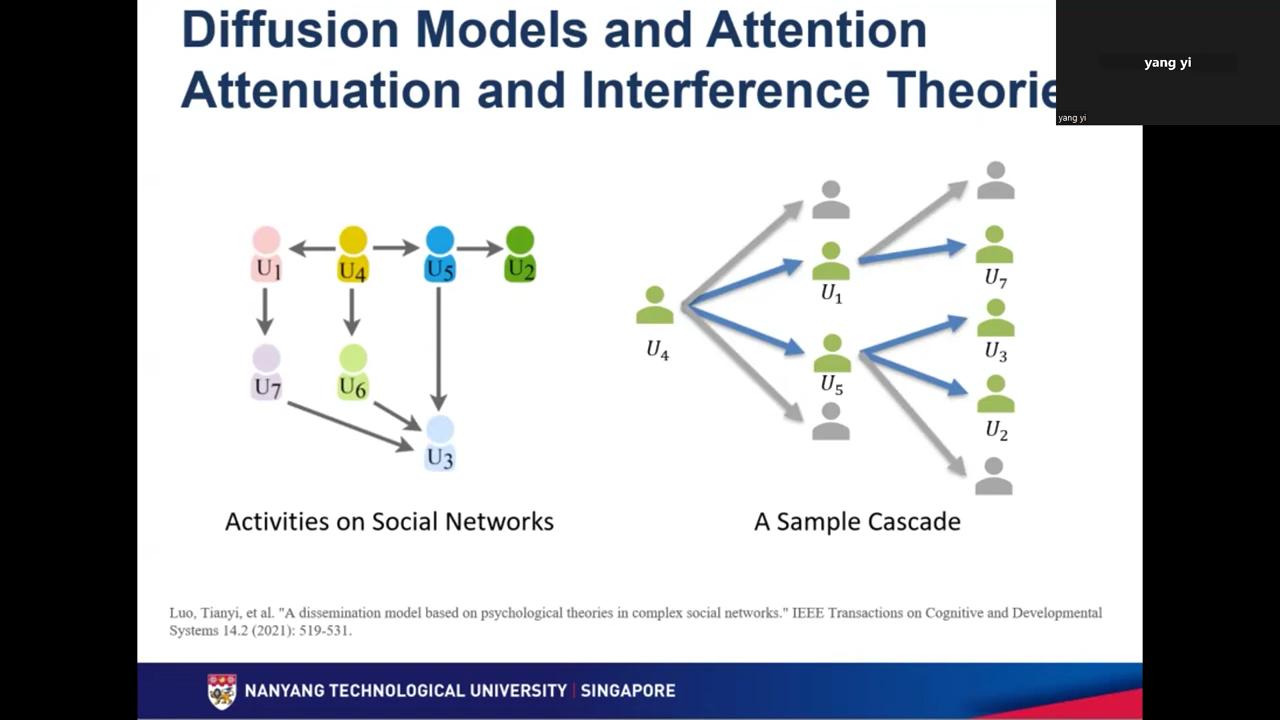 Diffusion Models and Attention
Attenuation and Interference Theorie
yang yi
yang yi
U1 U4 U5 U2
U7 U6
U3
U4
U1
U5
U7
U3
U2
Activities on Social Networks
A Sample Cascade
Luo, Tianyi, et al. "A dissemination model based on psychological theories in complex social networks." IEEE Transactions on Cognitive and Developmental
Systems 14.2 (2021): 519-531.
NANYANG TECHNOLOGICAL UNIVERSITY | SINGAPORE